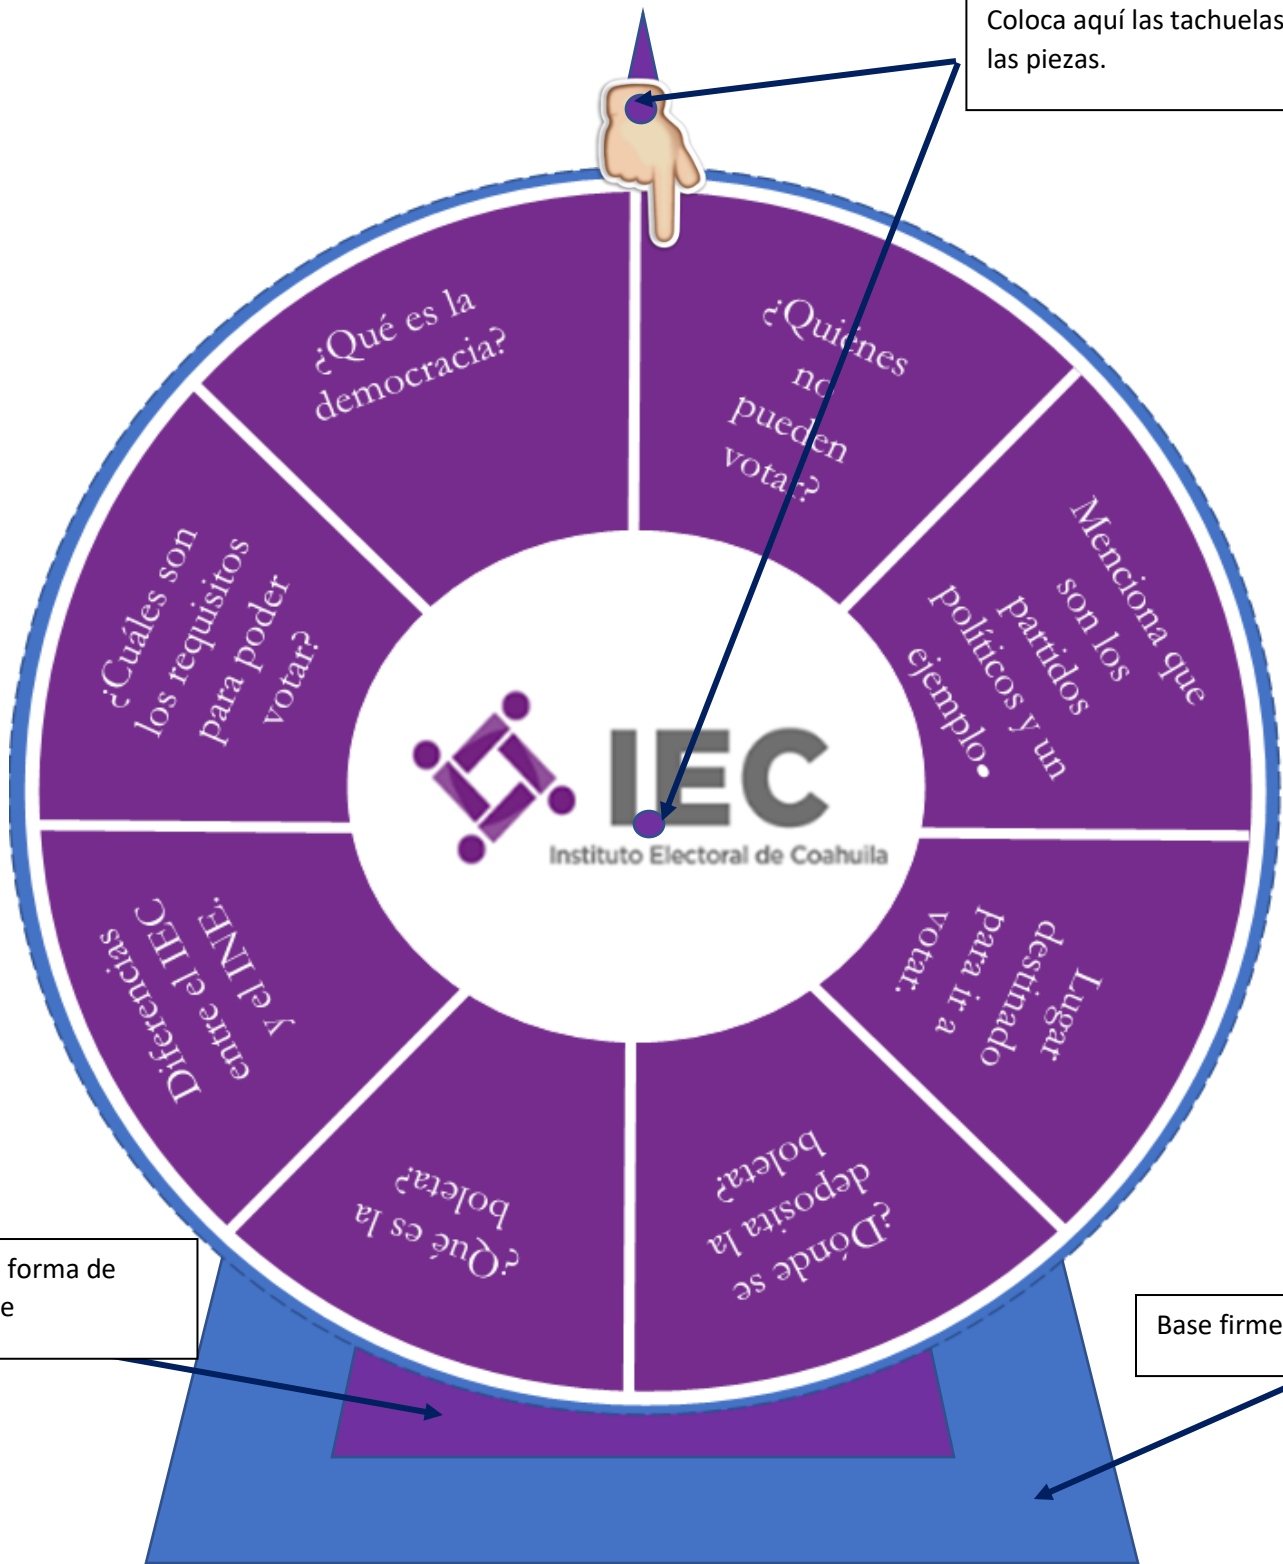 Coloca aquí las tachuelas
las piezas.
¿Qué es la
democracia?
¿Quiénes
no
pueden
votar?
Menciona que
son los
partidos
políticos y un
ejemplo.
Lugar
destinado
para ir a
votar.
¿Dónde se
deposita la
boleta?
¿Qué es la
boleta?
Diferencias
entre el IEC
y el INE.
¿Cuáles son
los requisitos
para poder
votar?
IEC
Instituto Electoral de Coahuila
forma de
e
Base firme